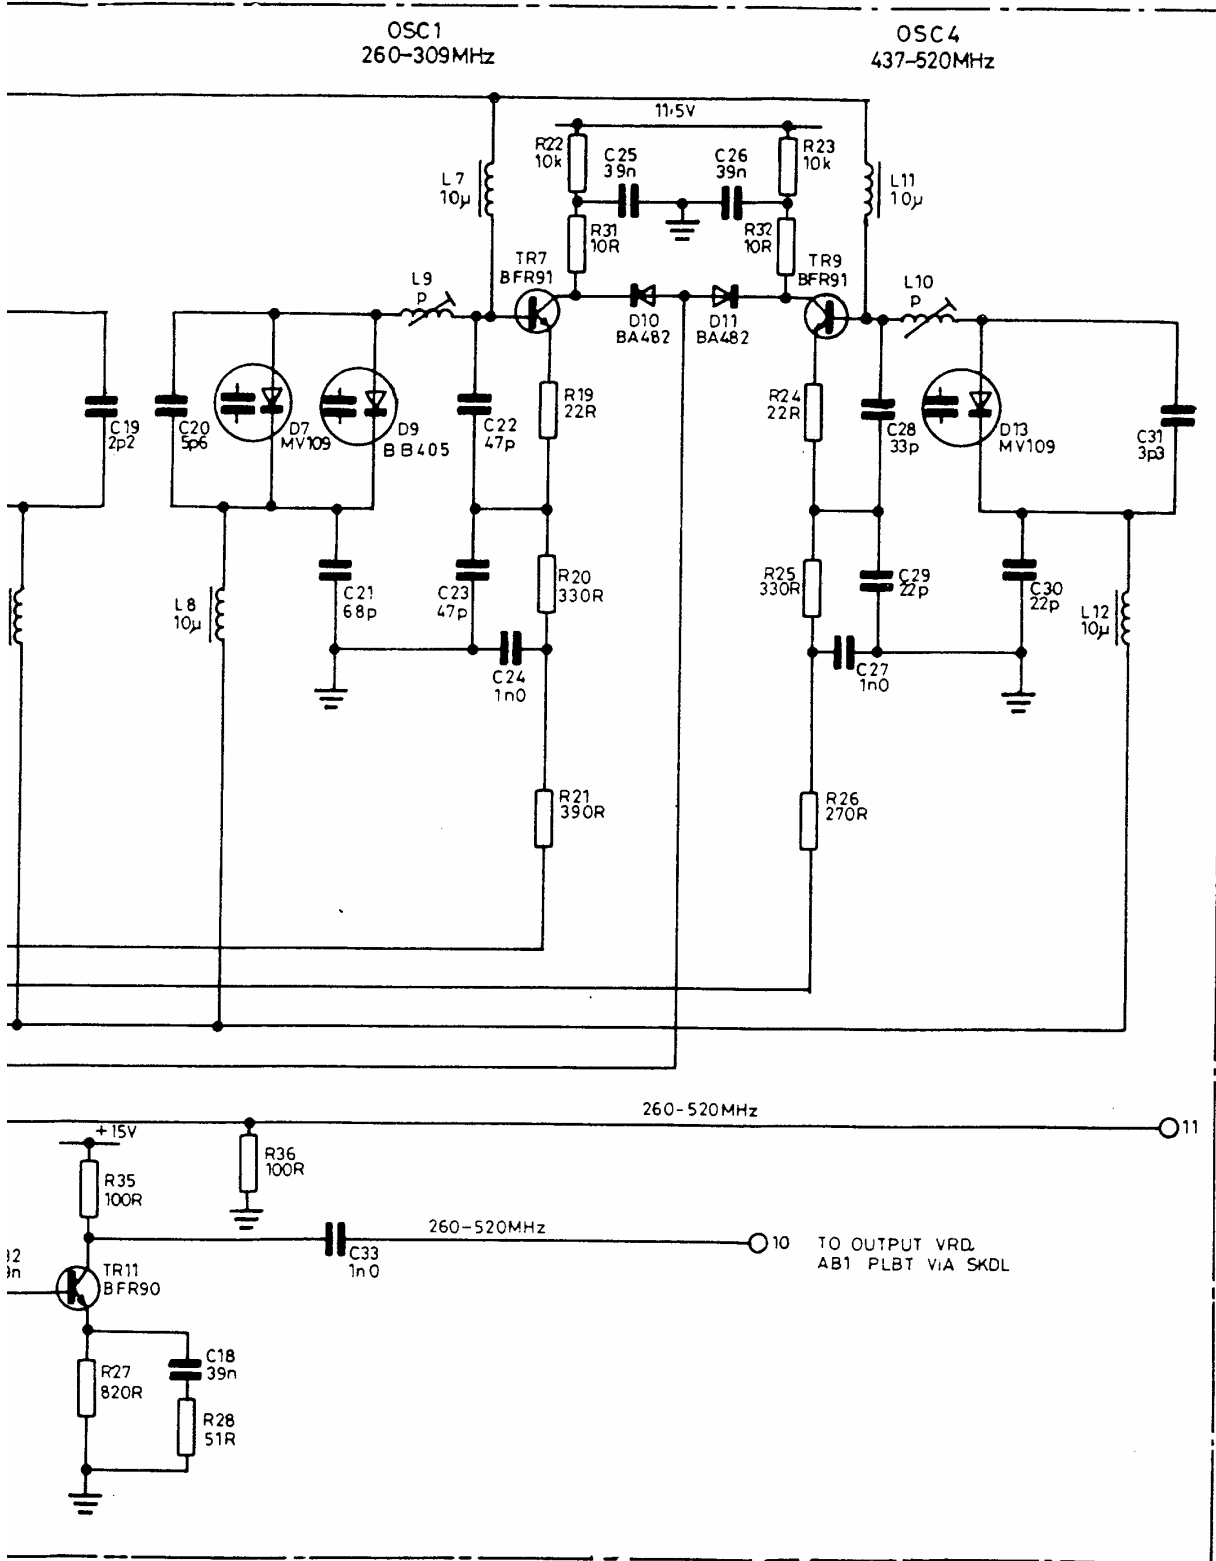 OSC1
260-309MHz
OSC4
437-520MHz
11.5V
R22
10k
C25
39n
C26
39n
R23
10k
L7
10µ
L11
10µ
R31
10R
R32
10R
TR7
BFR91
TR9
BFR91
L9
p
L10
p
D10
BA482
D11
BA482
C19
2p2
C20
5p6
D7
MV109
D9
BB405
C22
47p
R19
22R
R24
22R
C28
33p
D13
MV109
C31
3p3
L8
10µ
C21
68p
C23
47p
R20
330R
R25
330R
C29
22p
C30
22p
L12
10µ
C24
1n0
C27
1n0
R21
390R
R26
270R
260-520MHz
11
+15V
R35
100R
R36
100R
260-520MHz
10
TO OUTPUT VRD.
AB1 PLBT VIA SKDL
C33
1n0
TR11
BFR90
R27
820R
C18
39n
R28
51R